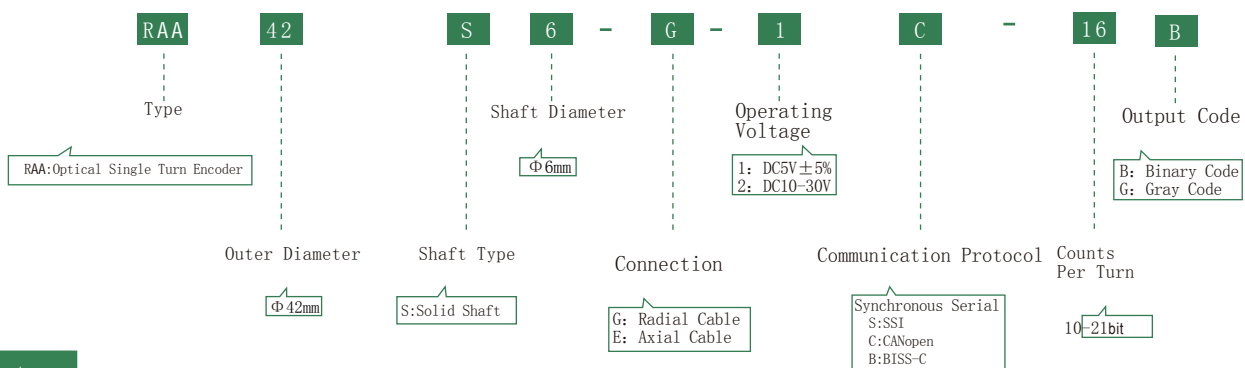 RAA 42 S 6 - G - 1 C - 16 B
Type
Shaft Diameter
Operating
Voltage
Output Code
RAA:Optical Single Turn Encoder
Φ6mm
1: DC5V±5%
2: DC10-30V
B: Binary Code
G: Gray Code
Outer Diameter
Shaft Type
Connection
Communication Protocol
Counts
Per Turn
Φ42mm
S:Solid Shaft
G: Radial Cable
E: Axial Cable
Synchronous Serial
S:SSI
C:CANopen
B:BISS-C
10-21bit